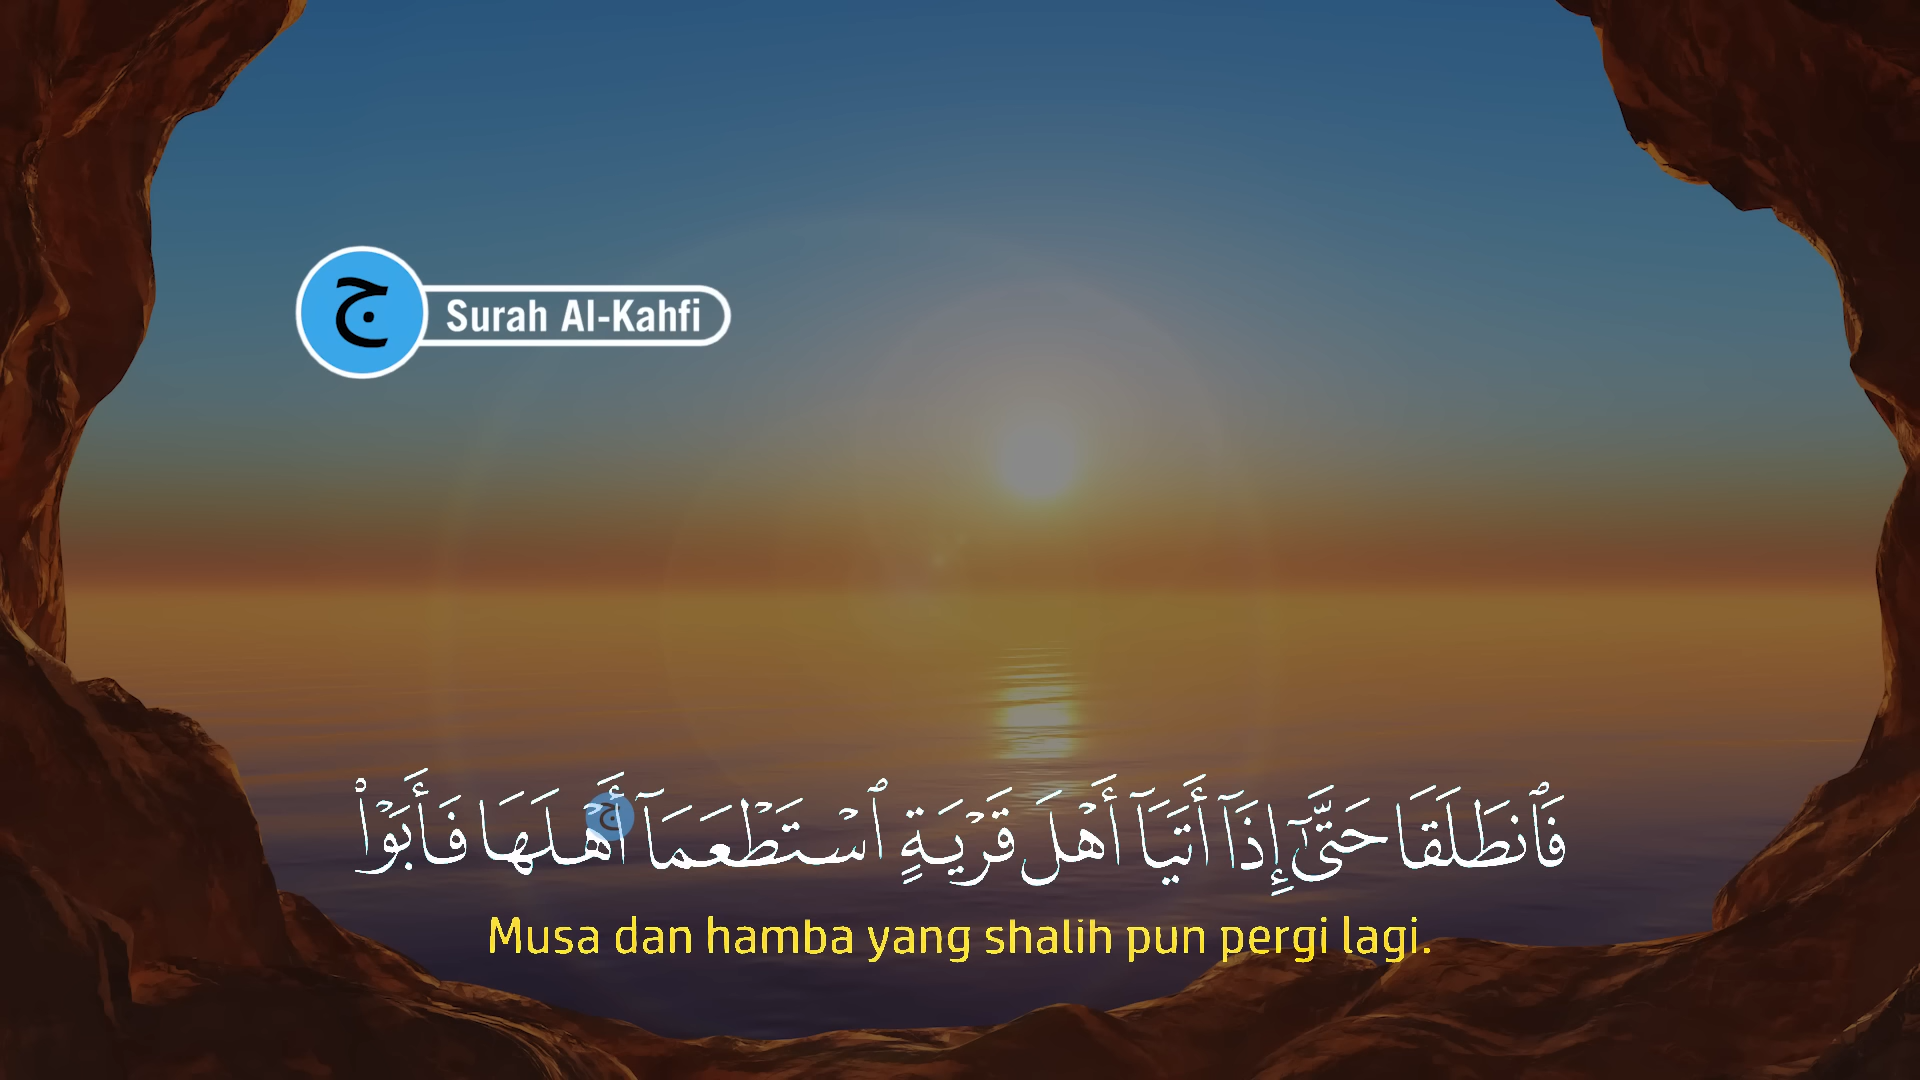 ج
Surah Al-Kahfi
فَٱنطَلَقَا حَتَّىٰٓ إِذَآ أَتَيَآ أَهْلَ قَرْيَةٍ ٱسْتَطْعَمَآ أَهْلَهَا فَأَبَوْا۟
ج
Musa dan hamba yang shalih pun pergi lagi.